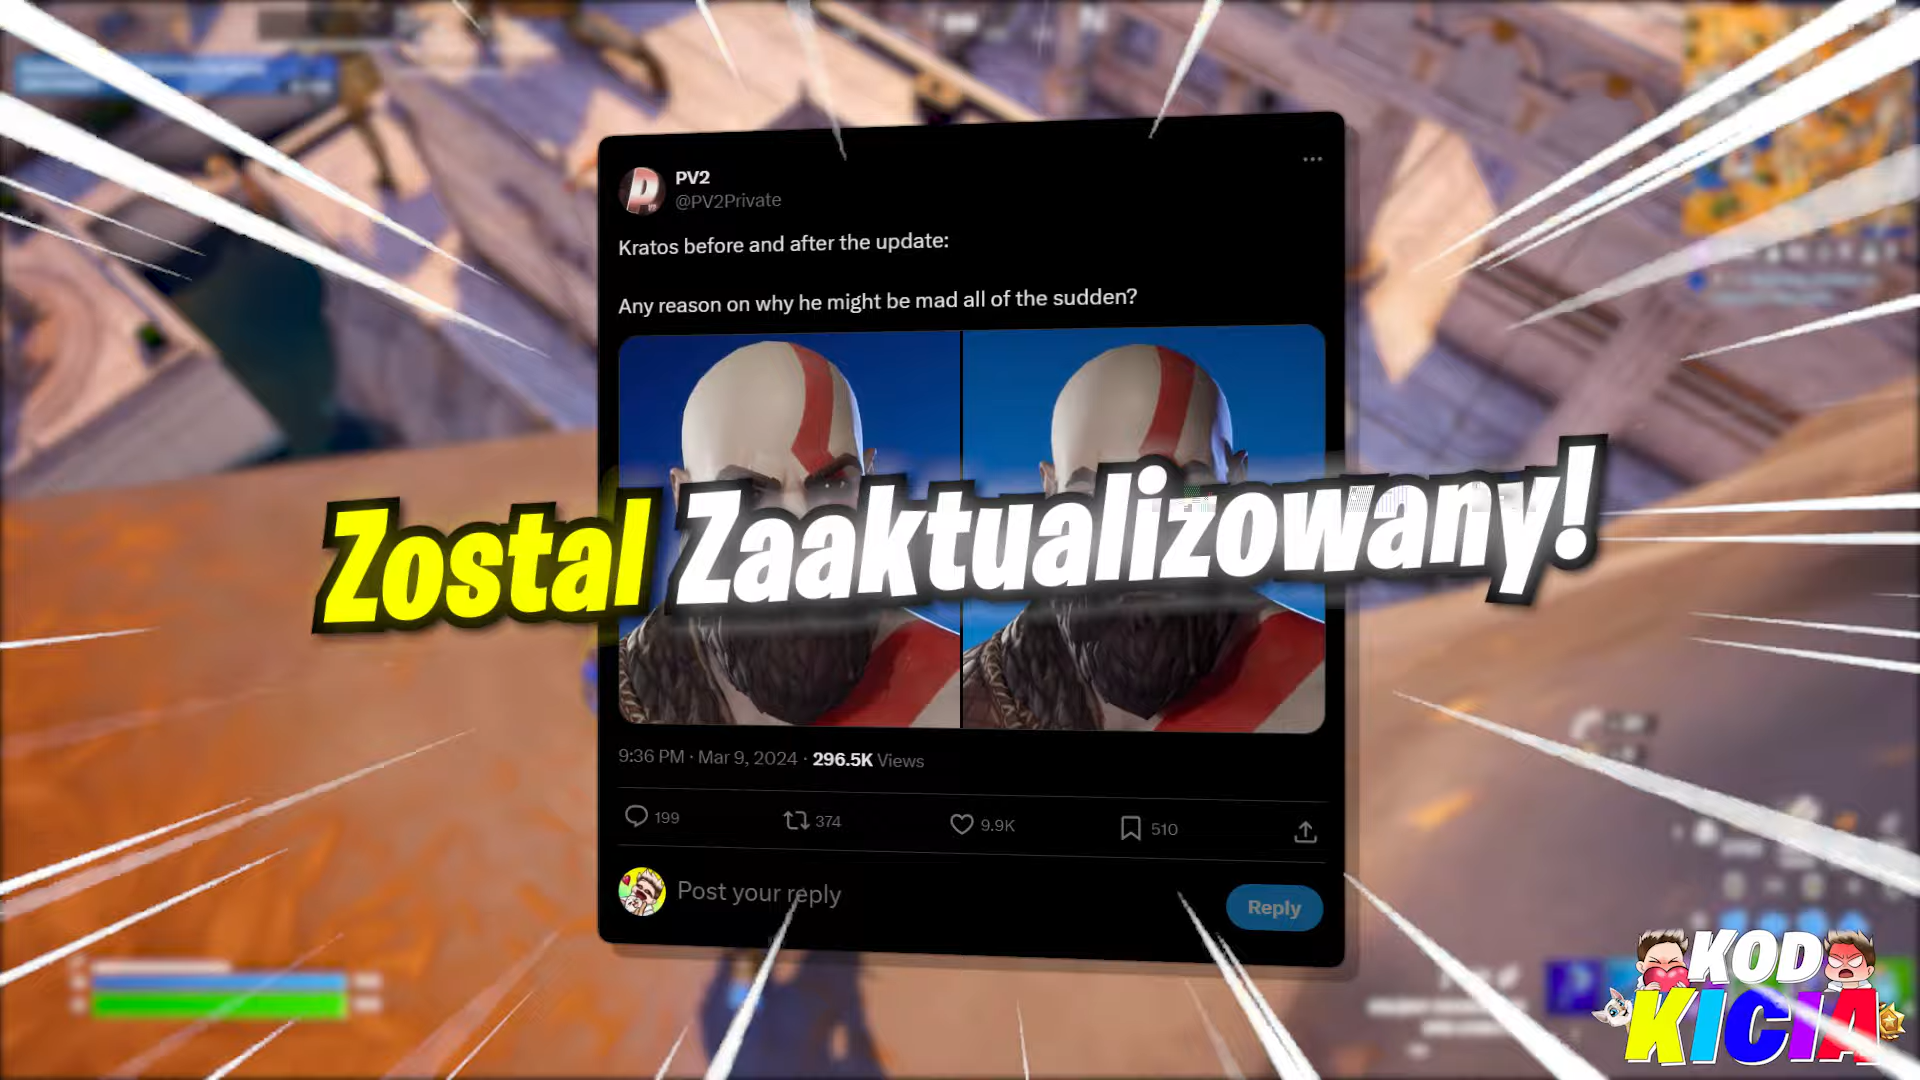 PV2
@PV2Private
Kratos before and after the update:
Any reason on why he might be mad all of the sudden?
Zostal Zaaktualizowany!
9:36 PM · Mar 9, 2024 · 296.5K Views
199 374 9.9K 510
Post your reply
Reply
KOD
KICIA